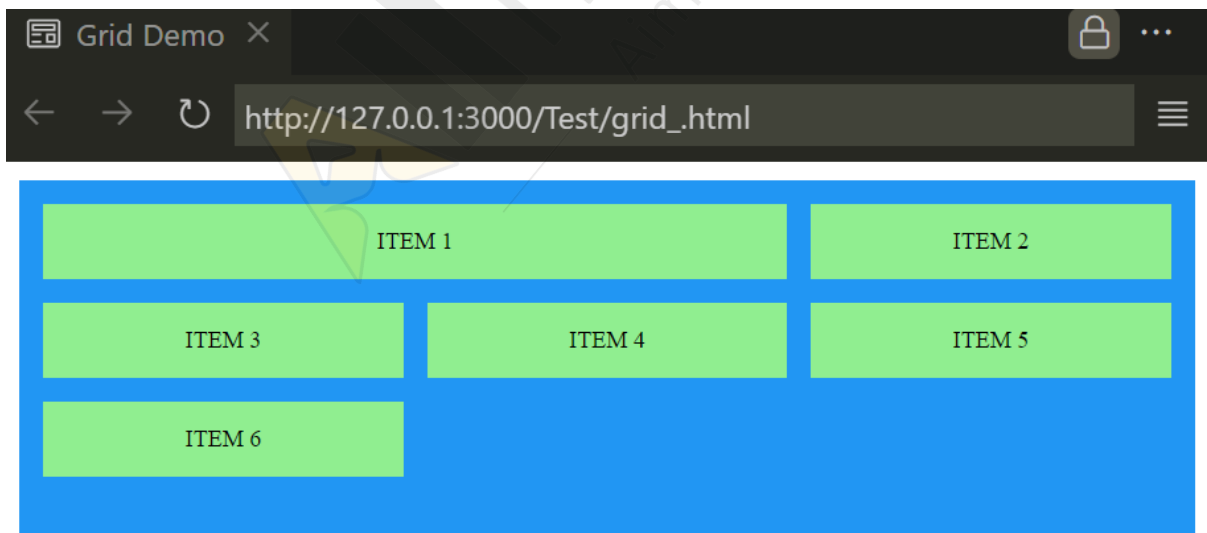 Grid Demo
http://127.0.0.1:3000/Test/grid_.html
ITEM 1 ITEM 2
ITEM 3 ITEM 4 ITEM 5
ITEM 6